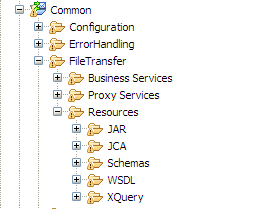 Common
Configuration
ErrorHandling
FileTransfer
Business Services
Proxy Services
Resources
JAR
JCA
Schemas
WSDL
XQuery